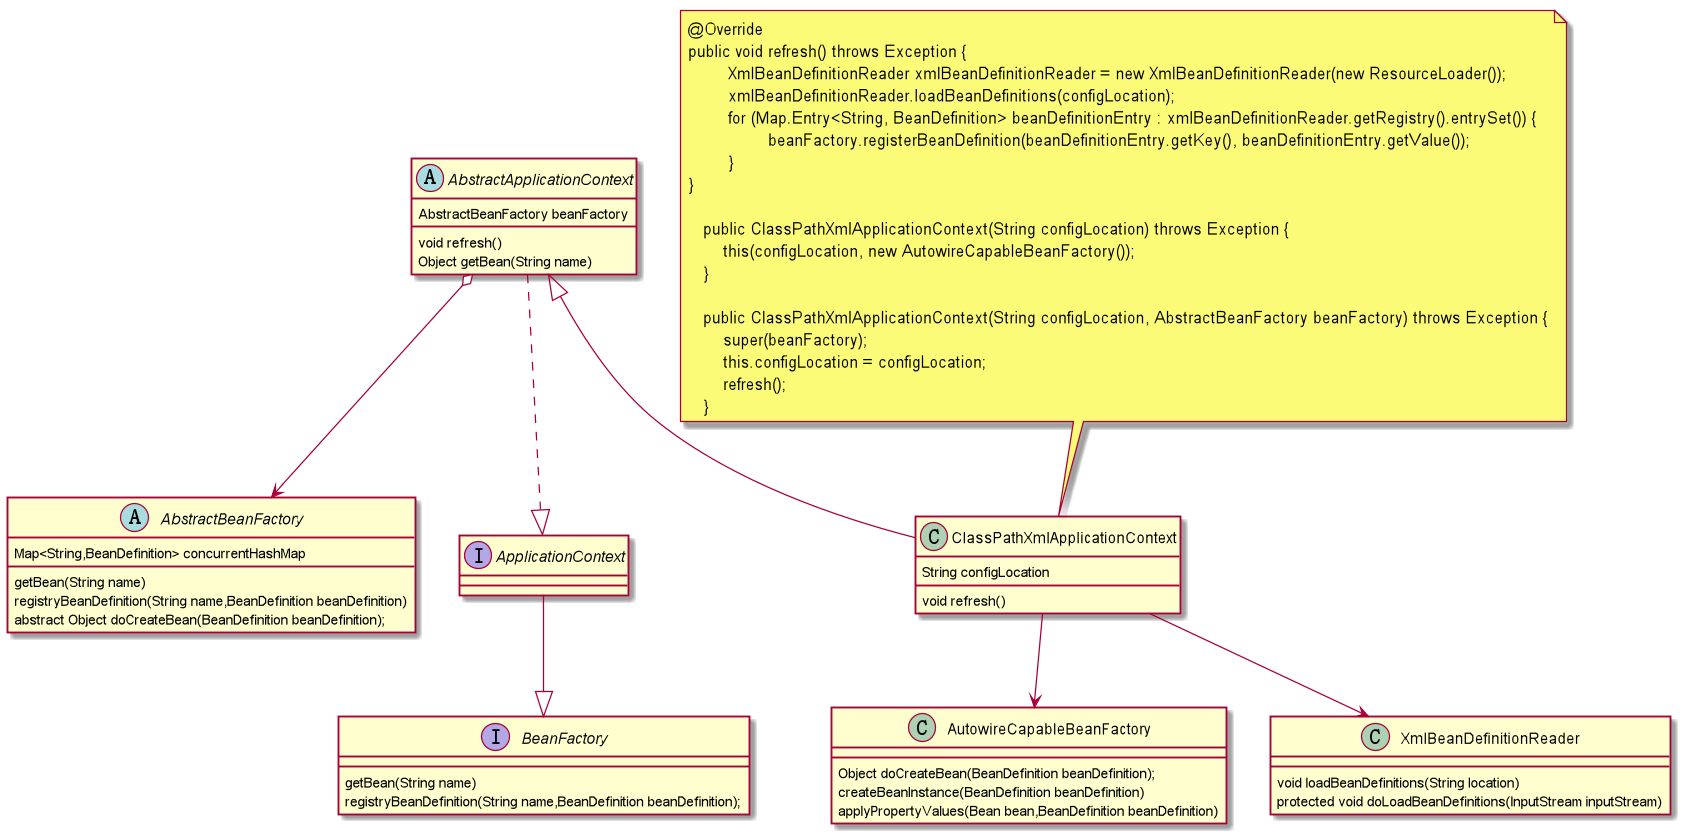 @Override
public void refresh() throws Exception {
XmlBeanDefinitionReader xmlBeanDefinitionReader = new XmlBeanDefinitionReader(new ResourceLoader());
xmlBeanDefinitionReader.loadBeanDefinitions(configLocation);
for (Map.Entry<String, BeanDefinition> beanDefinitionEntry : xmlBeanDefinitionReader.getRegistry().entrySet()) {
beanFactory.registerBeanDefinition(beanDefinitionEntry.getKey(), beanDefinitionEntry.getValue());
}
}
public ClassPathXmlApplicationContext(String configLocation) throws Exception {
this(configLocation, new AutowireCapableBeanFactory());
}
public ClassPathXmlApplicationContext(String configLocation, AbstractBeanFactory beanFactory) throws Exception {
super(beanFactory);
this.configLocation = configLocation;
refresh();
}
A AbstractApplicationContext
AbstractBeanFactory beanFactory
void refresh()
Object getBean(String name)
A AbstractBeanFactory
Map<String,BeanDefinition> concurrentHashMap
getBean(String name)
registryBeanDefinition(String name,BeanDefinition beanDefinition)
abstract Object doCreateBean(BeanDefinition beanDefinition);
I ApplicationContext
C ClassPathXmlApplicationContext
String configLocation
void refresh()
I BeanFactory
getBean(String name)
registryBeanDefinition(String name,BeanDefinition beanDefinition);
C AutowireCapableBeanFactory
Object doCreateBean(BeanDefinition beanDefinition);
createBeanInstance(BeanDefinition beanDefinition)
applyPropertyValues(Bean bean,BeanDefinition beanDefinition)
C XmlBeanDefinitionReader
void loadBeanDefinitions(String location)
protected void doLoadBeanDefinitions(InputStream inputStream)